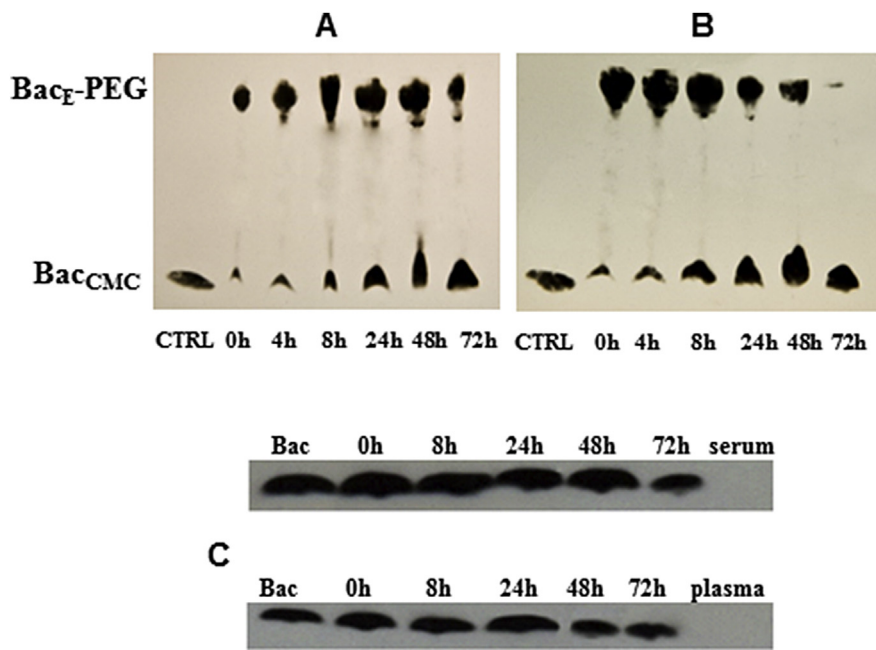 A B
Bac_E-PEG
Bac_CMC
CTRL 0h 4h 8h 24h 48h 72h CTRL 0h 4h 8h 24h 48h 72h
Bac 0h 8h 24h 48h 72h serum
C
Bac 0h 8h 24h 48h 72h plasma